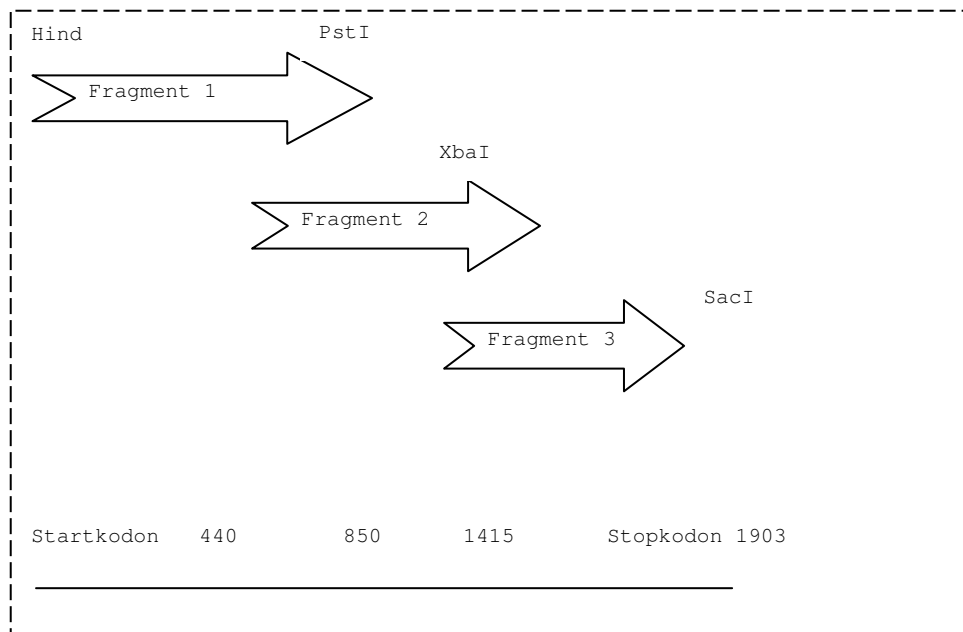 Hind PstI
Fragment 1
XbaI
Fragment 2
SacI
Fragment 3
Startkodon 440 850 1415 Stopkodon 1903